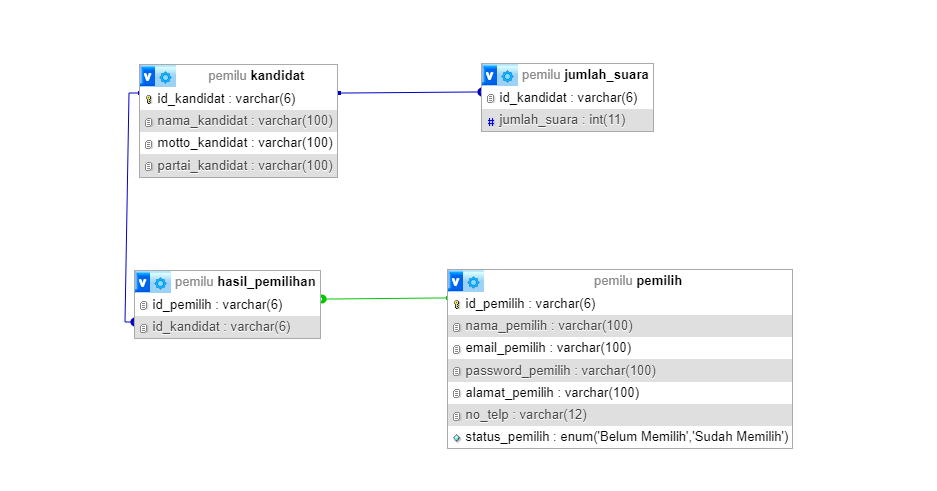 pemilu kandidat
id_kandidat : varchar(6)
nama_kandidat : varchar(100)
motto_kandidat : varchar(100)
partai_kandidat : varchar(100)
pemilu jumlah_suara
id_kandidat : varchar(6)
# jumlah_suara : int(11)
pemilu hasil_pemilihan
id_pemilih : varchar(6)
id_kandidat : varchar(6)
pemilu pemilih
id_pemilih : varchar(6)
nama_pemilih : varchar(100)
email_pemilih : varchar(100)
password_pemilih : varchar(100)
alamat_pemilih : varchar(100)
no_telp : varchar(12)
status_pemilih : enum('Belum Memilih','Sudah Memilih')